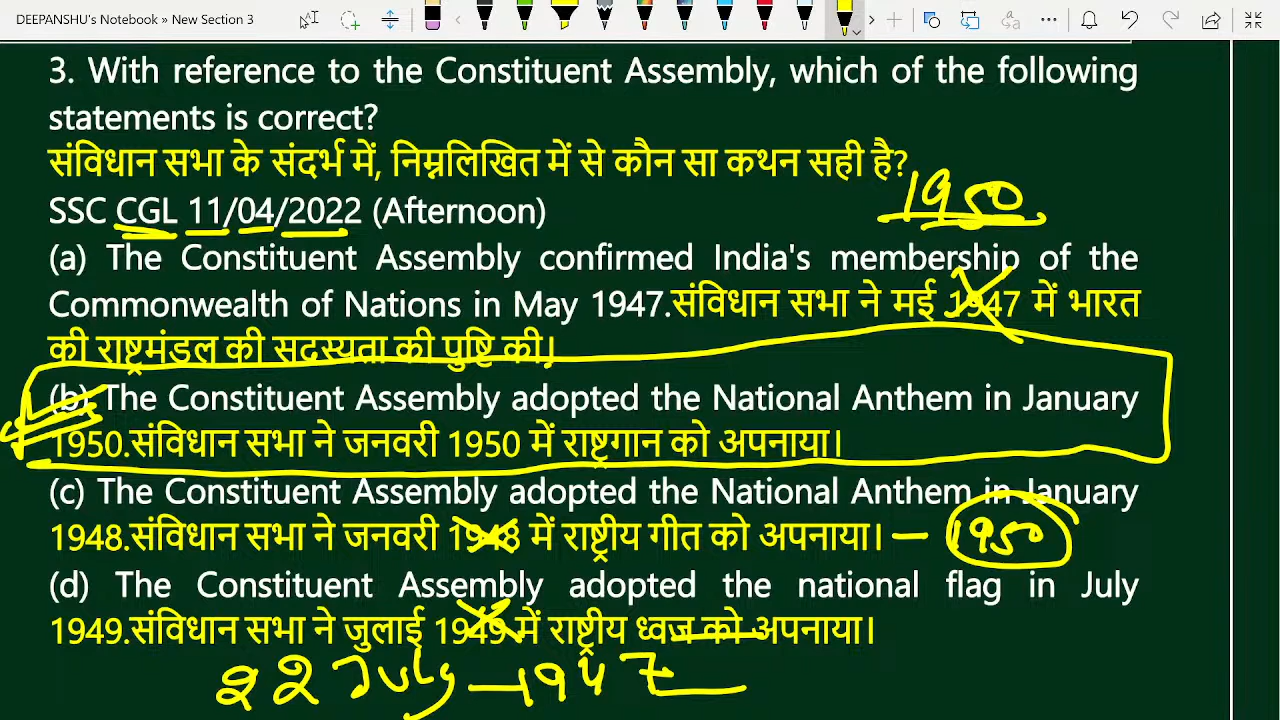 DEEPANSHU's Notebook » New Section 3
3. With reference to the Constituent Assembly, which of the following
statements is correct?
संविधान सभा के संदर्भ में, निम्नलिखित में से कौन सा कथन सही है?
1950
SSC CGL 11/04/2022 (Afternoon)
(a) The Constituent Assembly confirmed India's membership of the
Commonwealth of Nations in May 1947.संविधान सभा ने मई 1947 में भारत
की राष्ट्रमंडल की सदस्यता की पुष्टि की।
(b) The Constituent Assembly adopted the National Anthem in January
1950.संविधान सभा ने जनवरी 1950 में राष्ट्रगान को अपनाया।
(c) The Constituent Assembly adopted the National Anthem in January
1948.संविधान सभा ने जनवरी 1948 में राष्ट्रीय गीत को अपनाया। – 1950
(d) The Constituent Assembly adopted the national flag in July
1949.संविधान सभा ने जुलाई 1949 में राष्ट्रीय ध्वज को अपनाया।
22 July – 1947